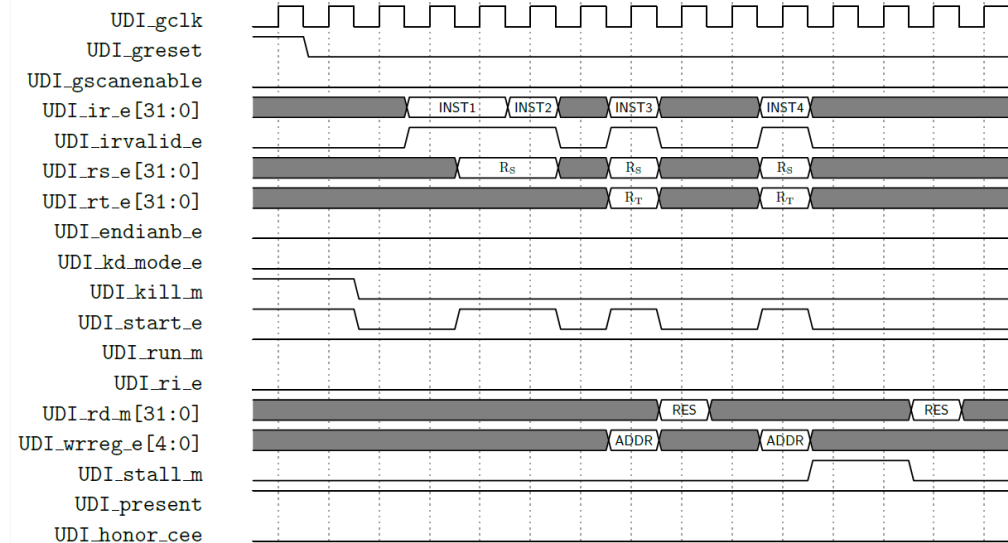 UDI_gclk
UDI_greset
UDI_gscanenable
UDI_ir_e[31:0] INST1 INST2 INST3 INST4
UDI_irvalid_e
UDI_rs_e[31:0] RS RS RS
UDI_rt_e[31:0] RT RT
UDI_endianb_e
UDI_kd_mode_e
UDI_kill_m
UDI_start_e
UDI_run_m
UDI_ri_e
UDI_rd_m[31:0] RES RES
UDI_wrreg_e[4:0] ADDR ADDR
UDI_stall_m
UDI_present
UDI_honor_cee